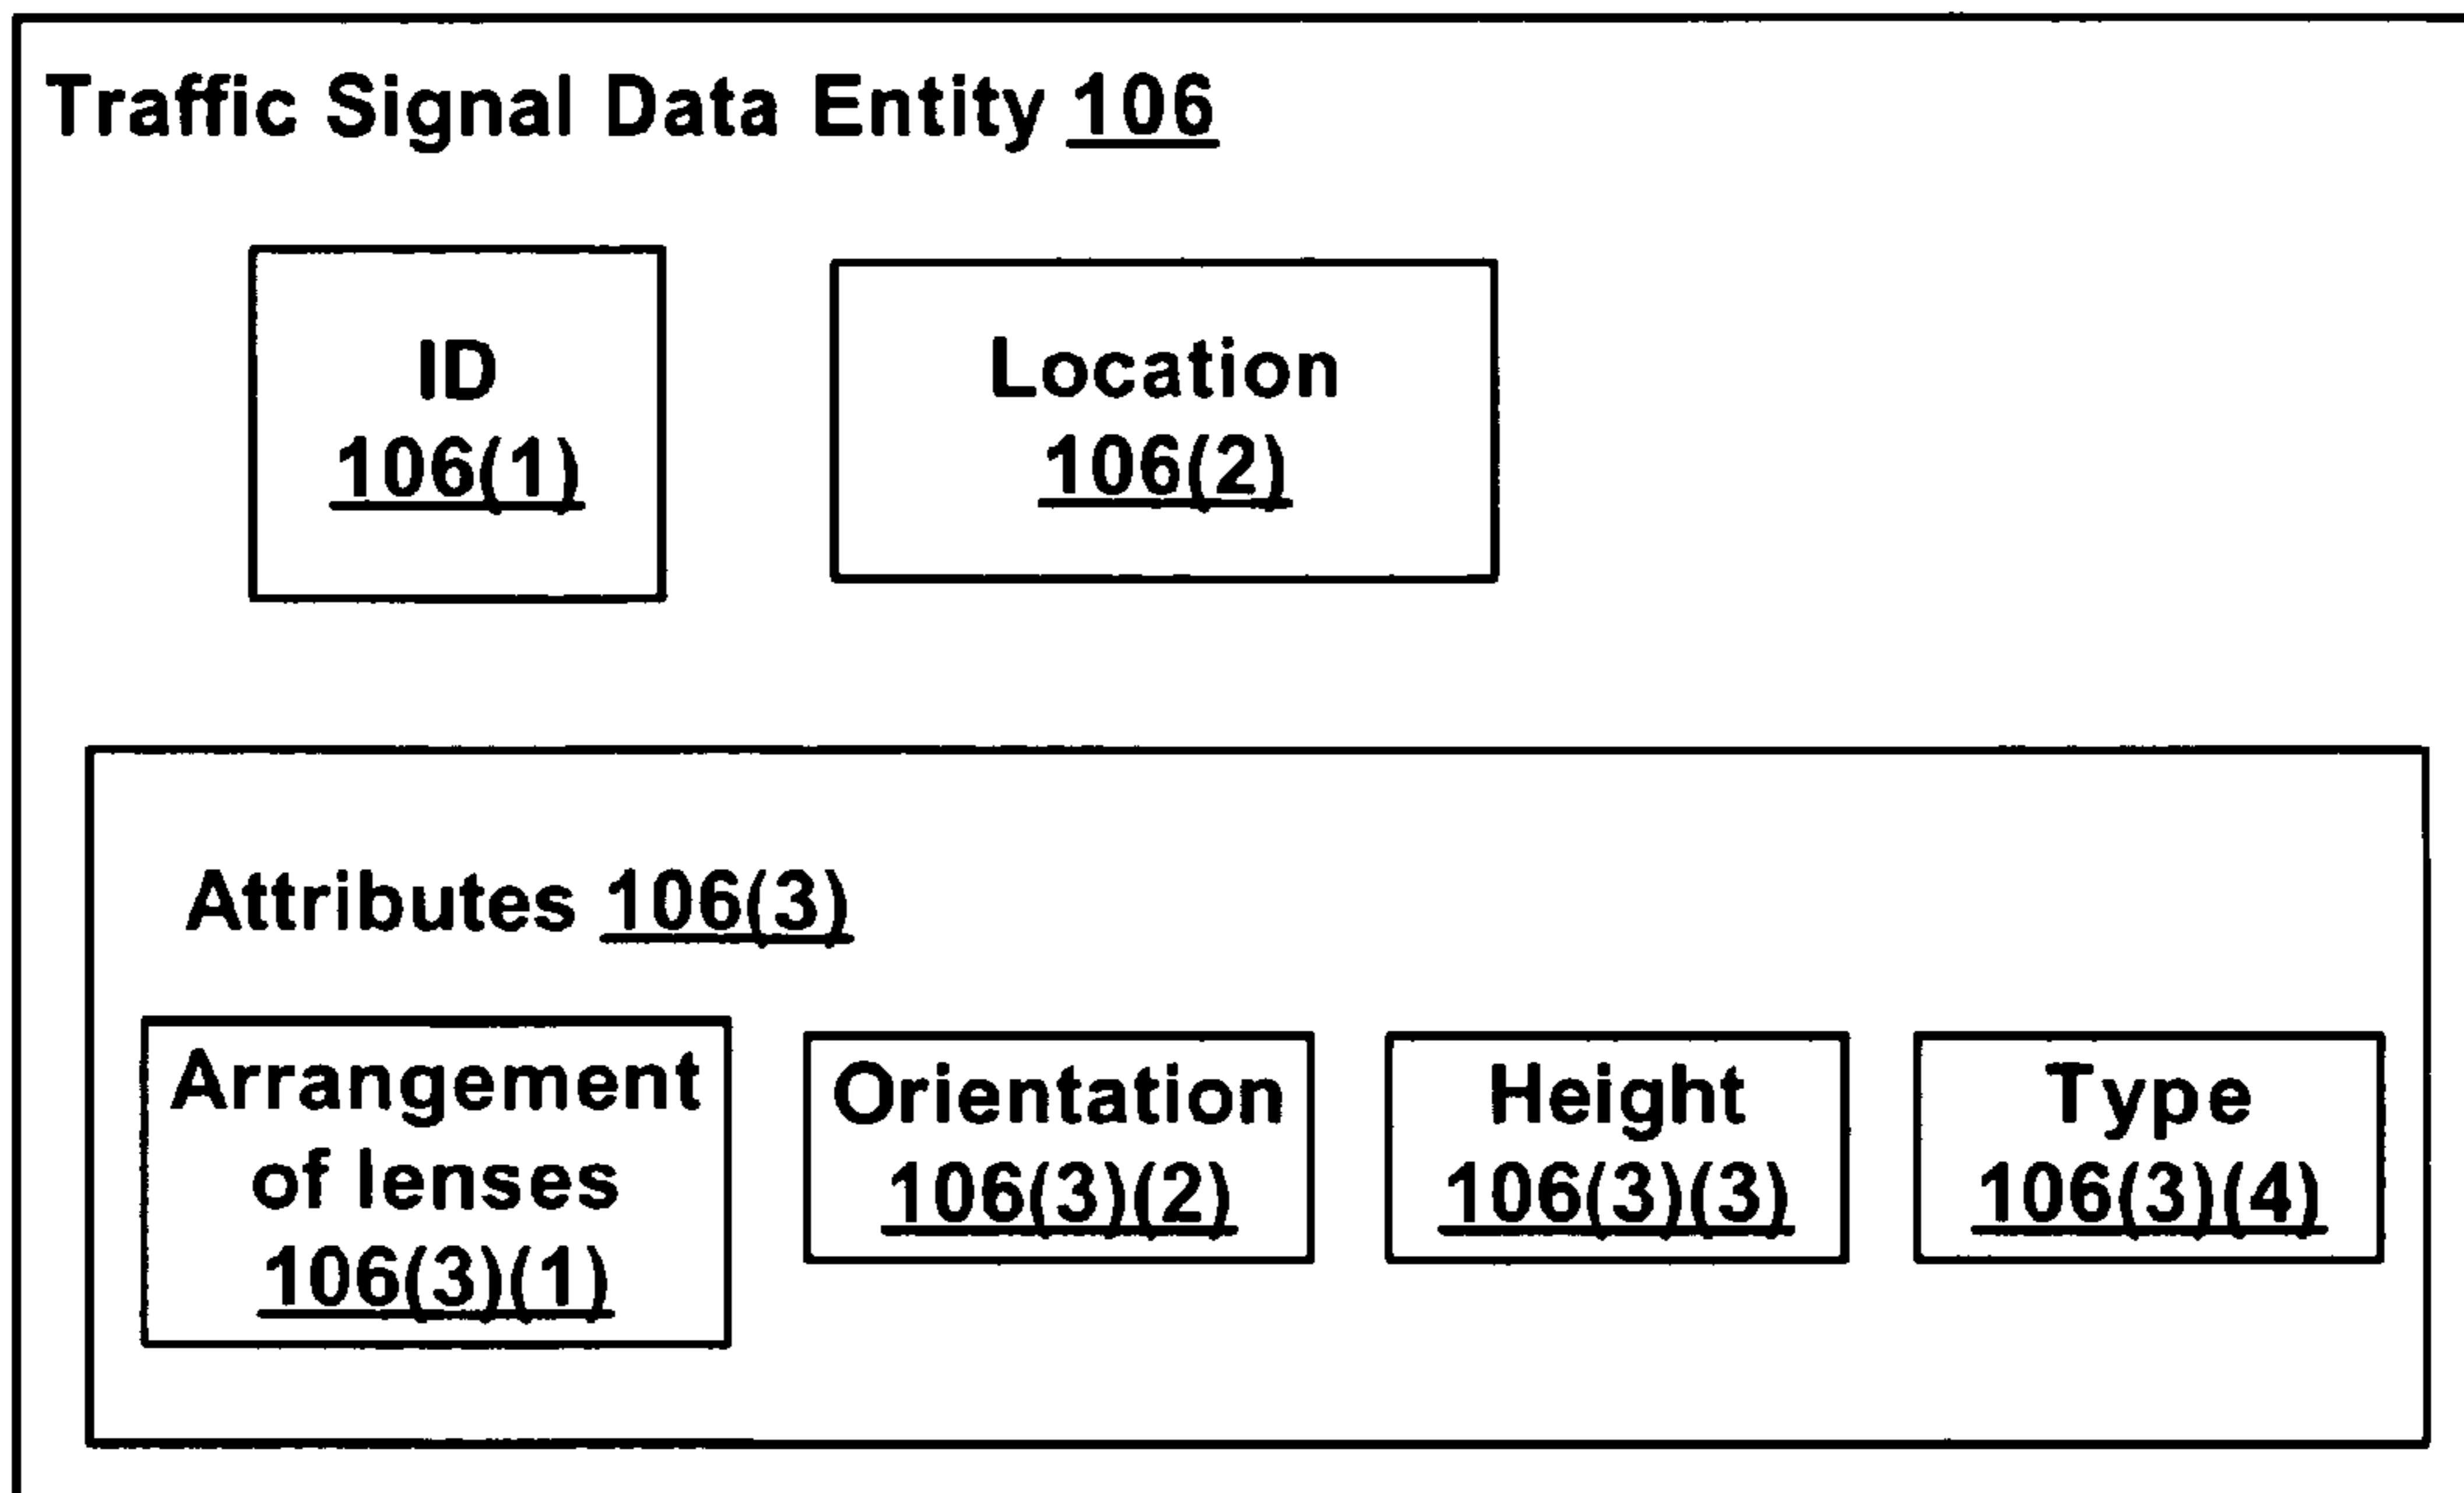 Traffic Signal Data Entity 106
ID
106(1)
Location
106(2)
Attributes 106(3)
Arrangement
of lenses
106(3)(1)
Orientation
106(3)(2)
Height
106(3)(3)
Type
106(3)(4)